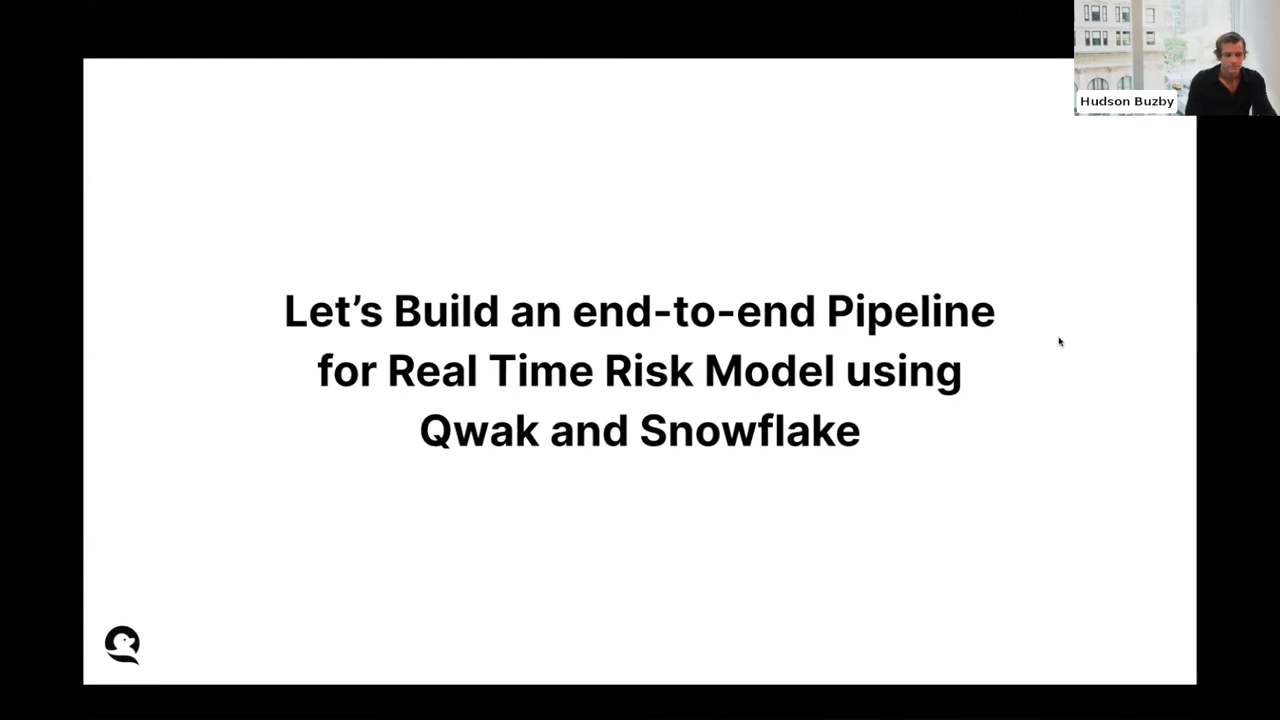 Hudson Buzby
Let’s Build an end-to-end Pipeline
for Real Time Risk Model using
Qwak and Snowflake